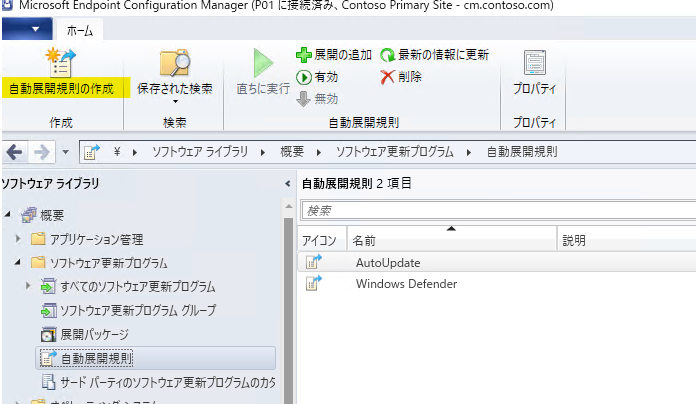 Microsoft Endpoint Configuration Manager (P01 に接続済み、Contoso Primary Site - cm.contoso.com)
ホーム
自動展開規則の作成
保存された検索
直ちに実行
展開の追加
有効
無効
最新の情報に更新
削除
プロパティ
作成
検索
自動展開規則
プロパティ
¥ ソフトウェア ライブラリ 概要 ソフトウェア更新プログラム 自動展開規則
ソフトウェア ライブラリ
概要
アプリケーション管理
ソフトウェア更新プログラム
すべてのソフトウェア更新プログラム
ソフトウェア更新プログラム グループ
展開パッケージ
自動展開規則
サード パーティのソフトウェア更新プログラムのカタ
オペレーティング システム
自動展開規則 2 項目
検索
アイコン 名前 説明
AutoUpdate
Windows Defender